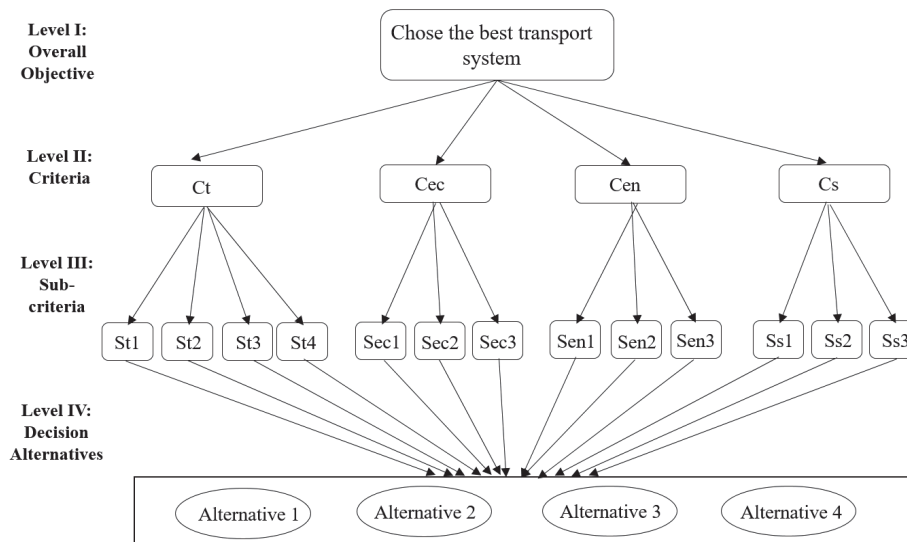 Level I:
Overall
Objective
Chose the best transport
system
Level II:
Criteria
Ct
Cec
Cen
Cs
Level III:
Sub-
criteria
St1
St2
St3
St4
Sec1
Sec2
Sec3
Sen1
Sen2
Sen3
Ss1
Ss2
Ss3
Level IV:
Decision
Alternatives
Alternative 1
Alternative 2
Alternative 3
Alternative 4